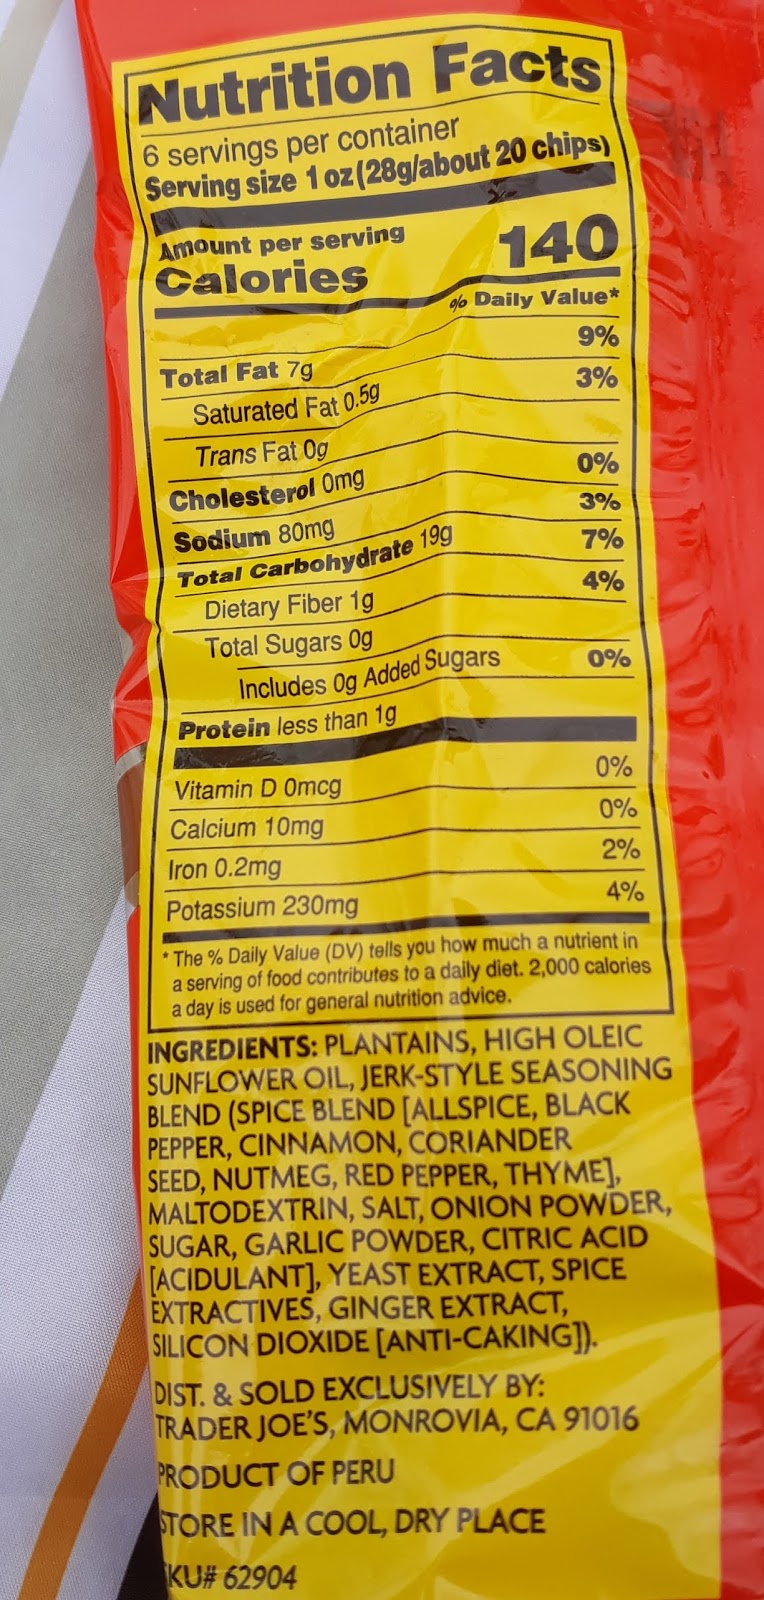 Nutrition Facts
6 servings per container
Serving size 1 oz (28g/about 20 chips)
Amount per serving
Calories 140
% Daily Value*
Total Fat 7g 9%
Saturated Fat 0.5g 3%
Trans Fat 0g
Cholesterol 0mg 0%
Sodium 80mg 3%
Total Carbohydrate 19g 7%
Dietary Fiber 1g 4%
Total Sugars 0g
Includes 0g Added Sugars 0%
Protein less than 1g
Vitamin D 0mcg 0%
Calcium 10mg 0%
Iron 0.2mg 2%
Potassium 230mg 4%
* The % Daily Value (DV) tells you how much a nutrient in
a serving of food contributes to a daily diet. 2,000 calories
a day is used for general nutrition advice.
INGREDIENTS: PLANTAINS, HIGH OLEIC
SUNFLOWER OIL, JERK-STYLE SEASONING
BLEND (SPICE BLEND [ALLSPICE, BLACK
PEPPER, CINNAMON, CORIANDER
SEED, NUTMEG, RED PEPPER, THYME],
MALTODEXTRIN, SALT, ONION POWDER,
SUGAR, GARLIC POWDER, CITRIC ACID
[ACIDULANT], YEAST EXTRACT, SPICE
EXTRACTIVES, GINGER EXTRACT,
SILICON DIOXIDE [ANTI-CAKING]).
DIST. & SOLD EXCLUSIVELY BY:
TRADER JOE'S, MONROVIA, CA 91016
PRODUCT OF PERU
STORE IN A COOL, DRY PLACE
SKU# 62904